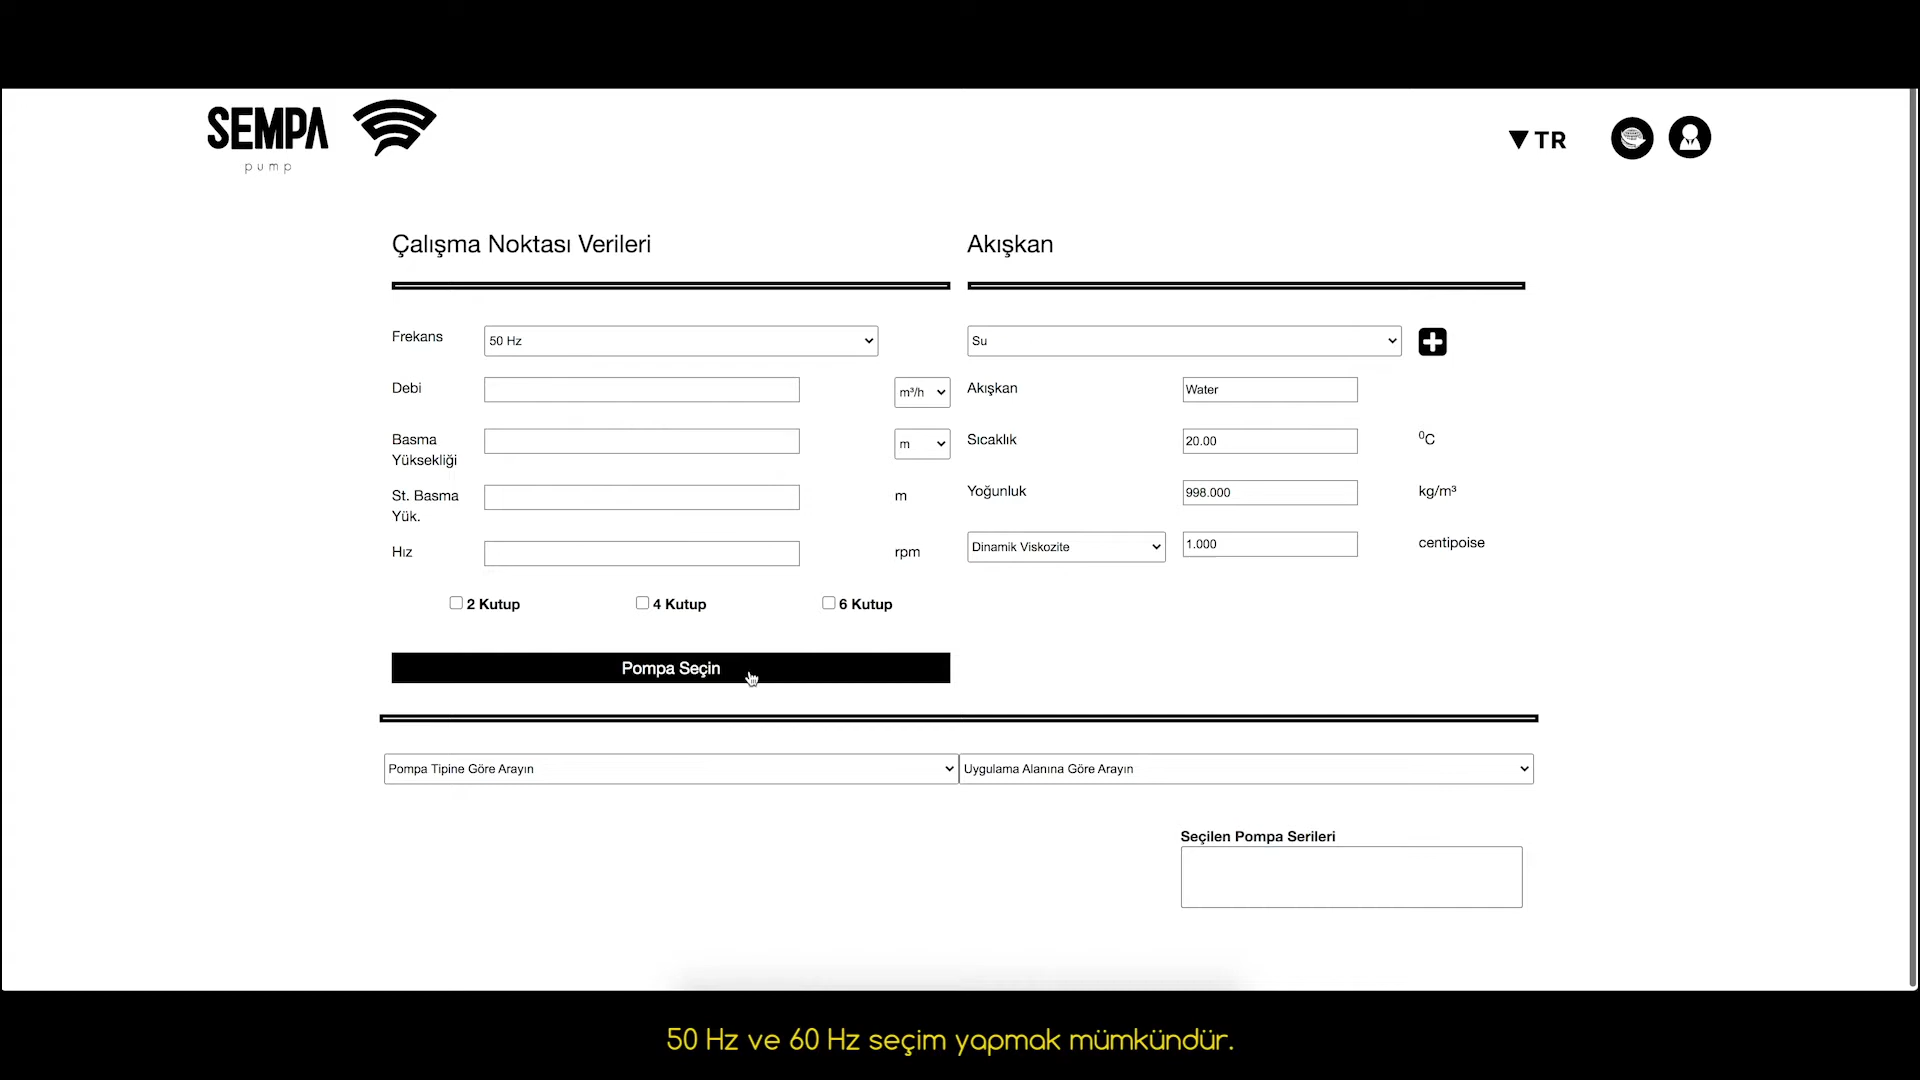 SEMPA
pump
▼TR
Çalışma Noktası Verileri
Akışkan
Frekans
50 Hz
Su
Debi
m³/h
Akışkan
Water
Basma
Yüksekliği
m
Sıcaklık
20.00
⁰C
St. Basma
Yük.
m
Yoğunluk
998.000
kg/m³
Hız
rpm
Dinamik Viskozite
1.000
centipoise
2 Kutup
4 Kutup
6 Kutup
Pompa Seçin
Pompa Tipine Göre Arayın
Uygulama Alanına Göre Arayın
Seçilen Pompa Serileri
50 Hz ve 60 Hz seçim yapmak mümkündür.